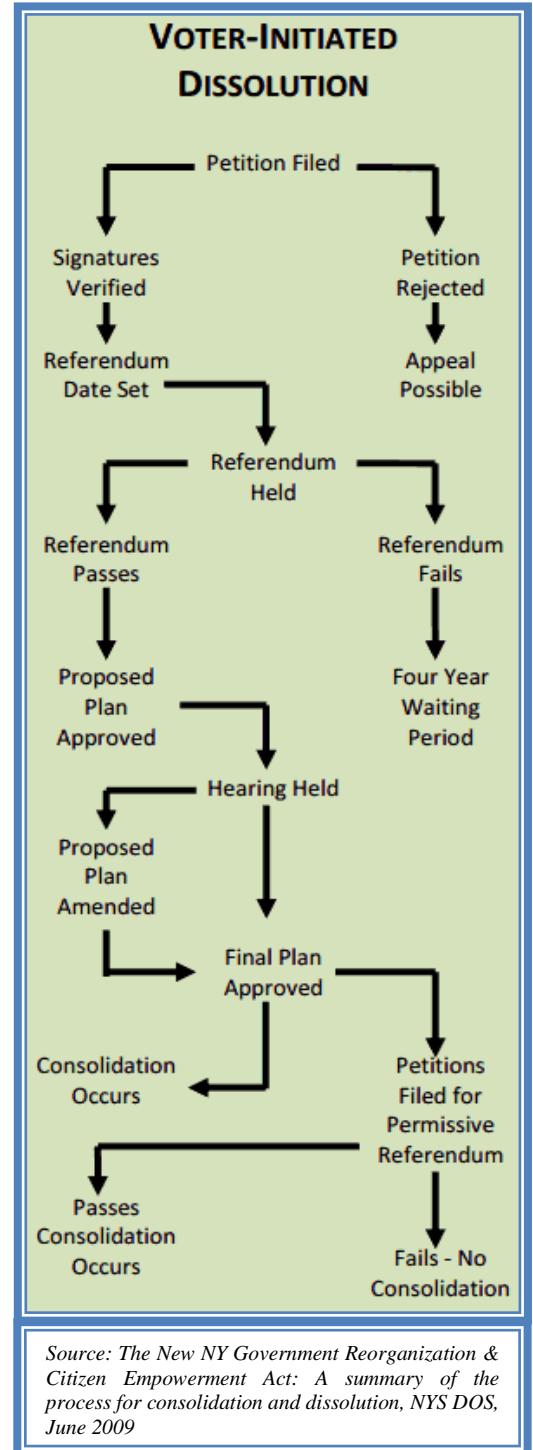 VOTER-INITIATED
DISSOLUTION
Petition Filed
Signatures
Verified
Petition
Rejected
Referendum
Date Set
Appeal
Possible
Referendum
Held
Referendum
Passes
Referendum
Fails
Proposed
Plan
Approved
Four Year
Waiting
Period
Hearing Held
Proposed
Plan
Amended
Final Plan
Approved
Consolidation
Occurs
Petitions
Filed for
Permissive
Referendum
Passes
Consolidation
Occurs
Fails - No
Consolidation
Source: The New NY Government Reorganization &
Citizen Empowerment Act: A summary of the
process for consolidation and dissolution, NYS DOS,
June 2009